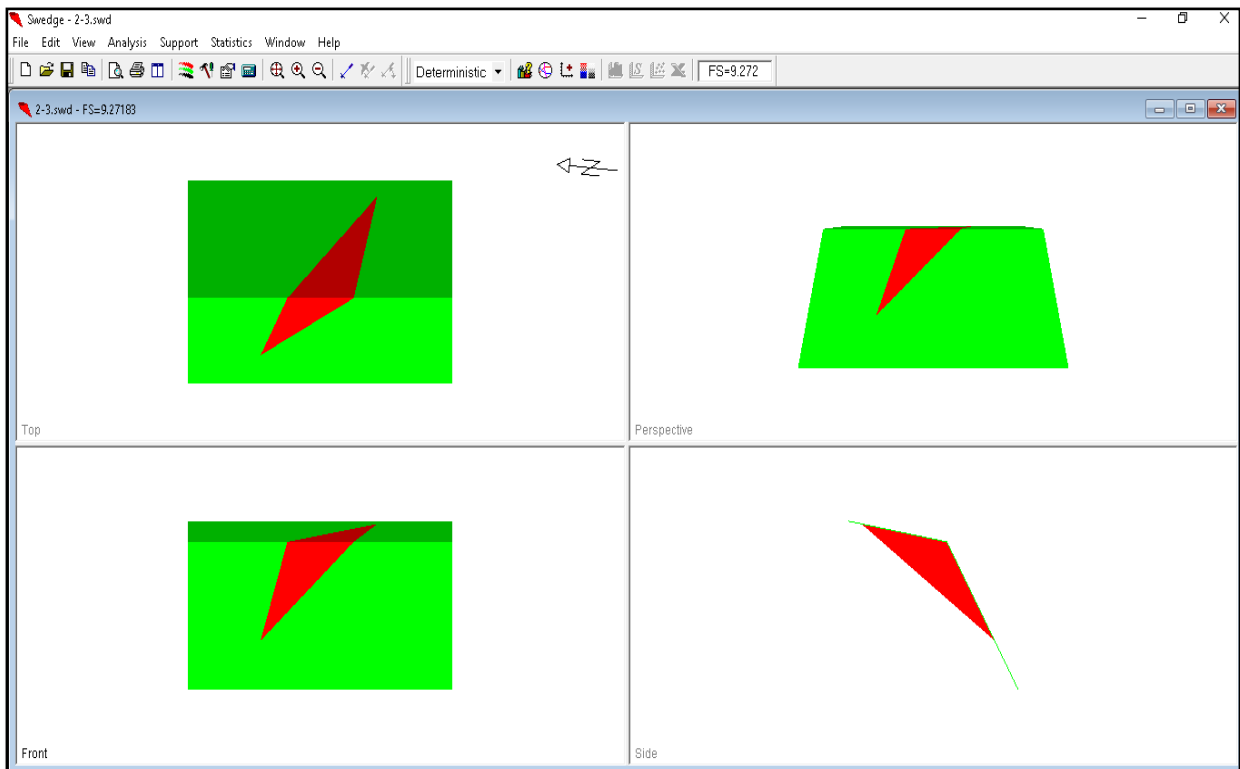 Swedge - 2-3.swd
File Edit View Analysis Support Statistics Window Help
Deterministic FS=9.272
2-3.swd - FS=9.27183
N
Top
Perspective
Front
Side